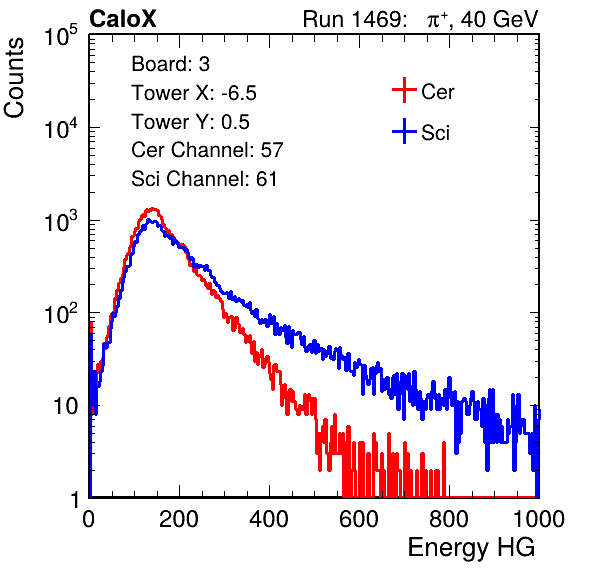 CaloX Run 1469: π⁺, 40 GeV
Counts
Board: 3
Tower X: -6.5
Tower Y: 0.5
Cer Channel: 57
Sci Channel: 61
Cer
Sci
10⁵
10⁴
10³
10²
10
1
0 200 400 600 800 1000
Energy HG